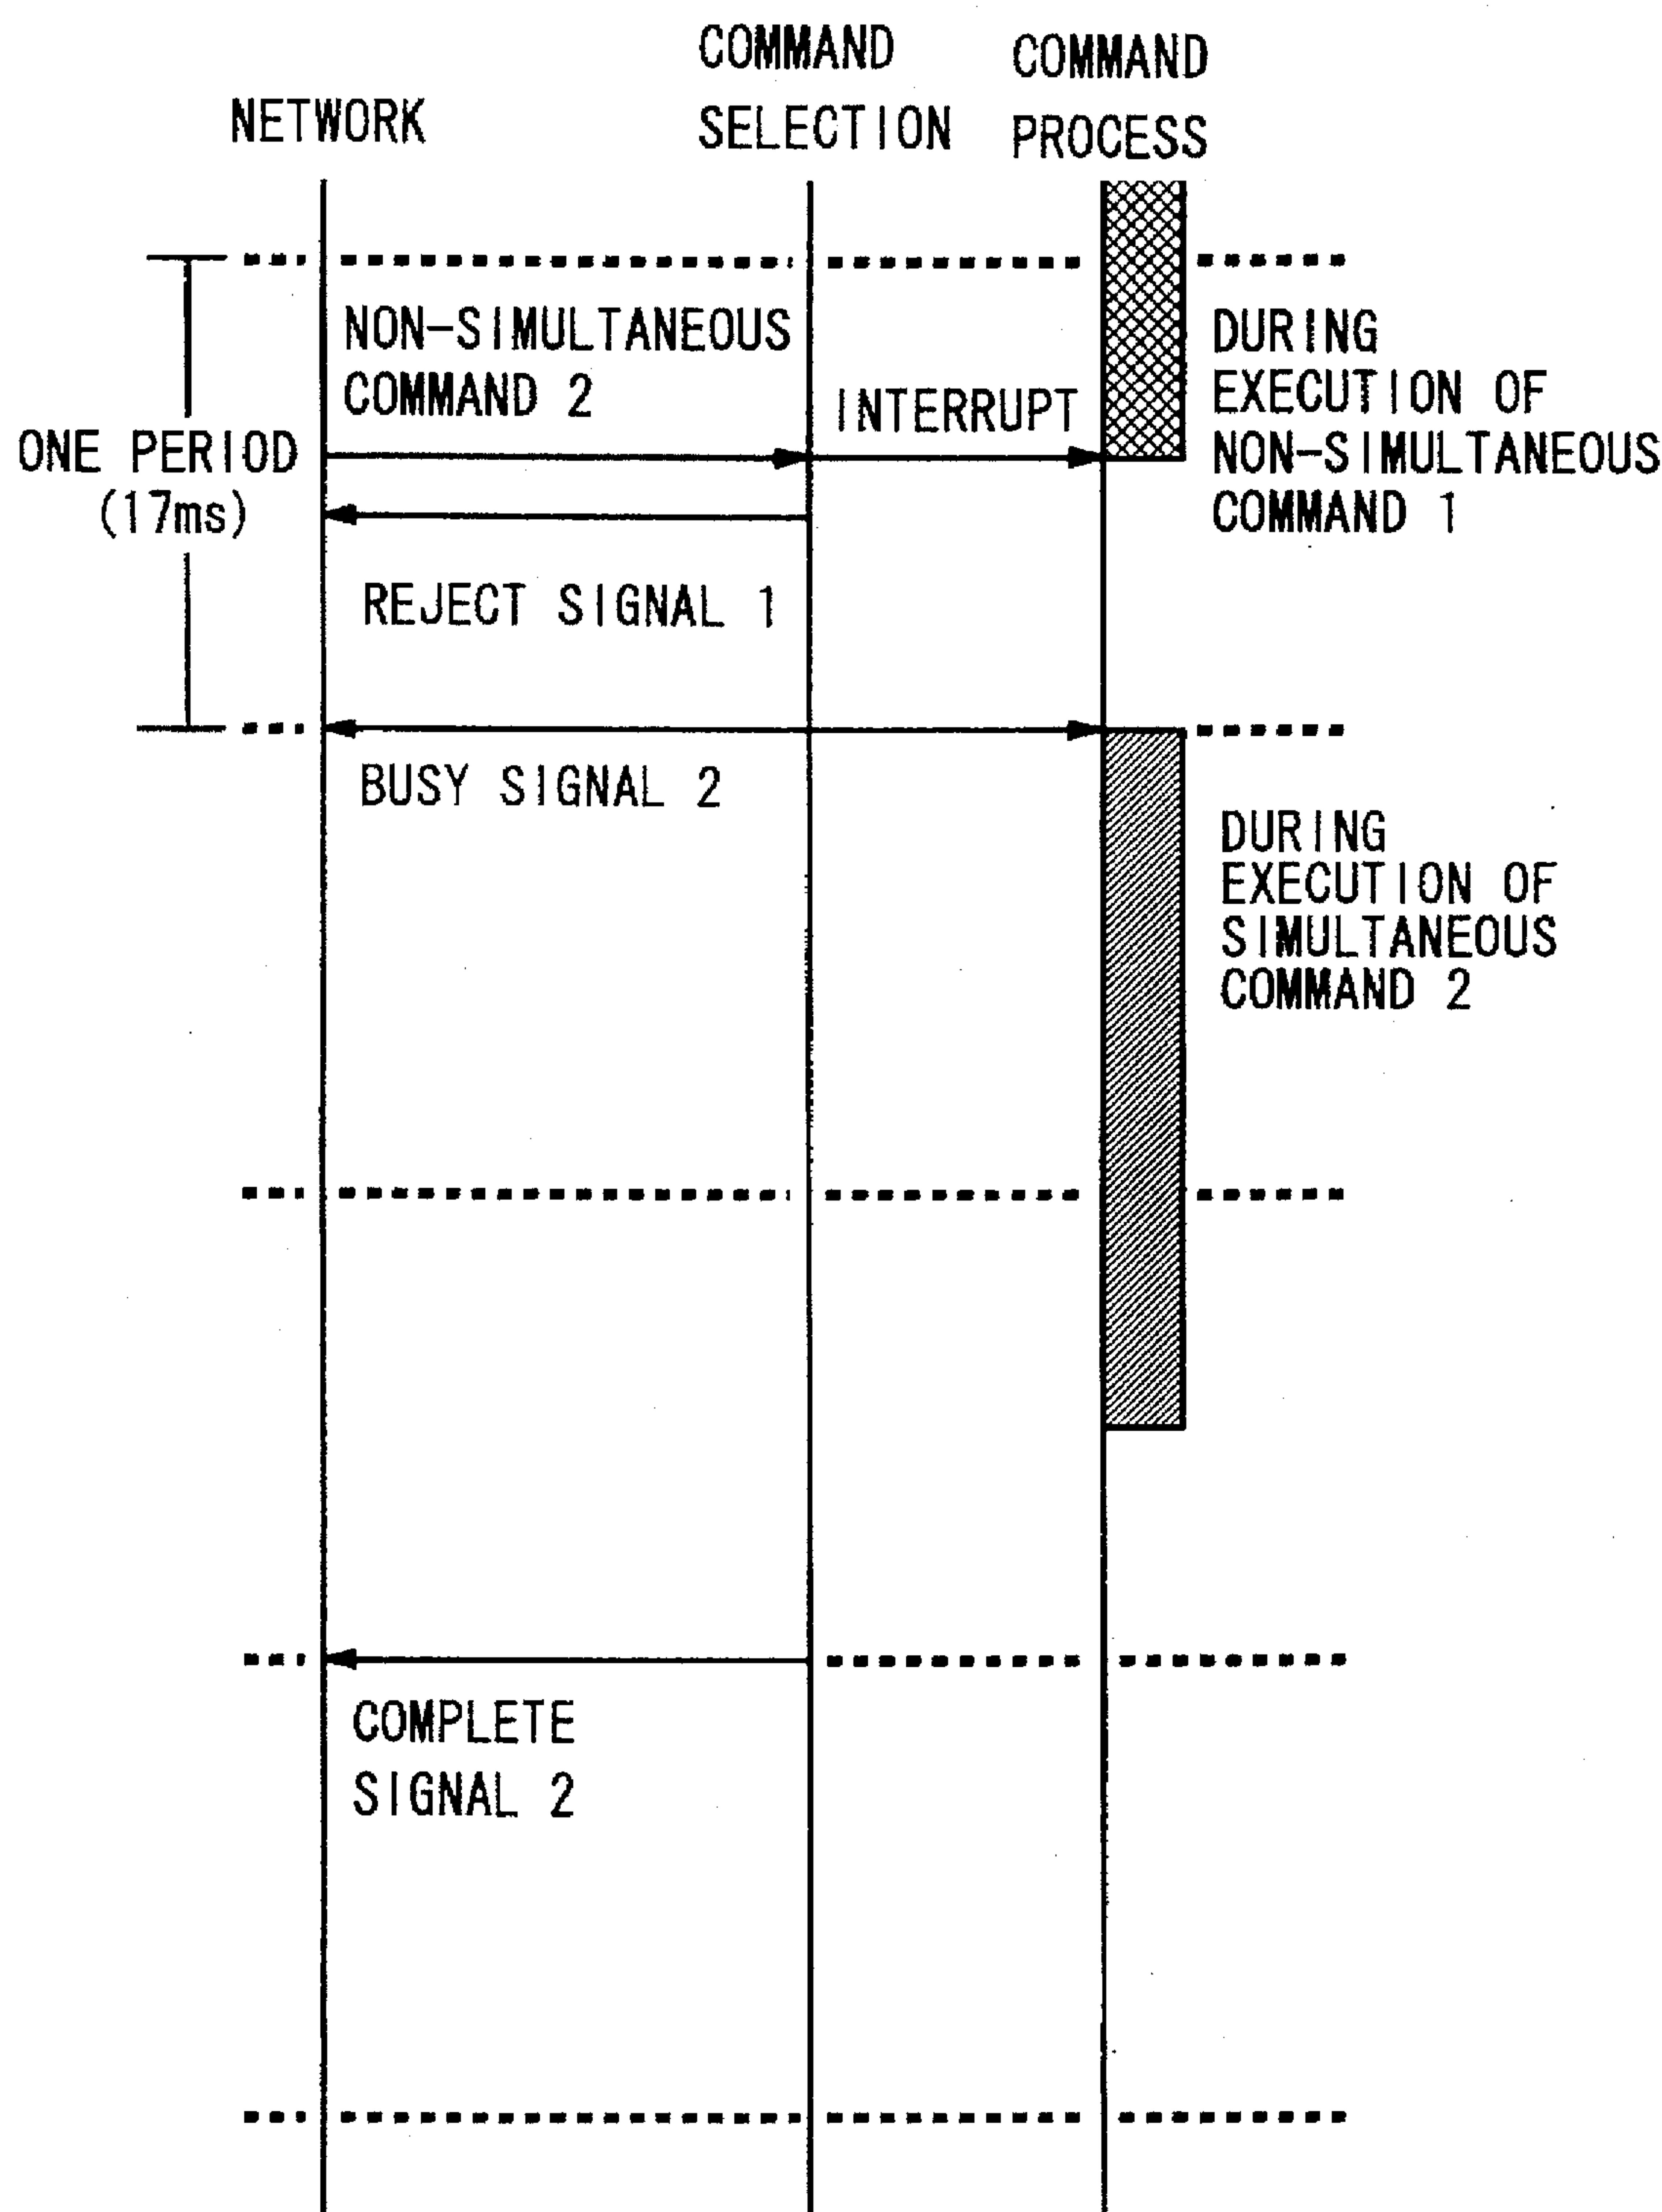 NETWORK
COMMAND
SELECTION
COMMAND
PROCESS
NON-SIMULTANEOUS
COMMAND 2
INTERRUPT
DURING
EXECUTION OF
NON-SIMULTANEOUS
COMMAND 1
ONE PERIOD
(17ms)
REJECT SIGNAL 1
BUSY SIGNAL 2
DURING
EXECUTION OF
SIMULTANEOUS
COMMAND 2
COMPLETE
SIGNAL 2